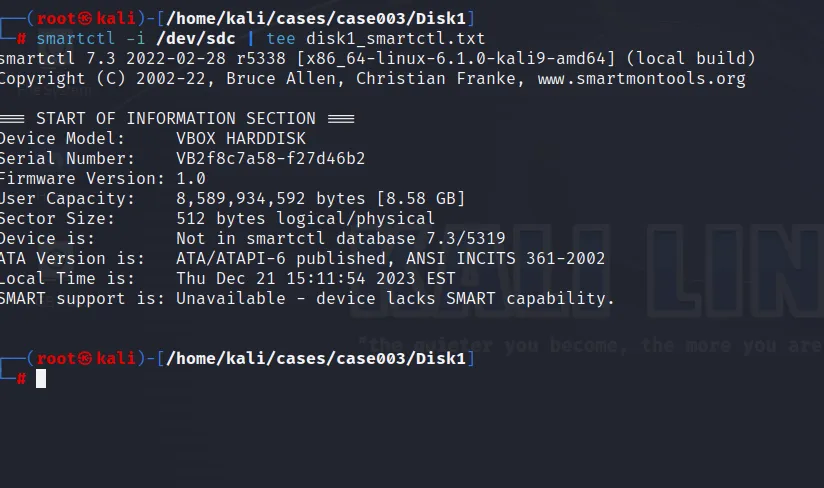 ┌──(root㉿kali)-[/home/kali/cases/case003/Disk1]
└─# smartctl -i /dev/sdc | tee disk1_smartctl.txt
smartctl 7.3 2022-02-28 r5338 [x86_64-linux-6.1.0-kali9-amd64] (local build)
Copyright (C) 2002-22, Bruce Allen, Christian Franke, www.smartmontools.org
=== START OF INFORMATION SECTION ===
Device Model:     VBOX HARDDISK
Serial Number:    VB2f8c7a58-f27d46b2
Firmware Version: 1.0
User Capacity:    8,589,934,592 bytes [8.58 GB]
Sector Size:      512 bytes logical/physical
Device is:        Not in smartctl database 7.3/5319
ATA Version is:   ATA/ATAPI-6 published, ANSI INCITS 361-2002
Local Time is:    Thu Dec 21 15:11:54 2023 EST
SMART support is: Unavailable - device lacks SMART capability.
KALI LIN
"the quieter you become, the more you are
┌──(root㉿kali)-[/home/kali/cases/case003/Disk1]
└─#